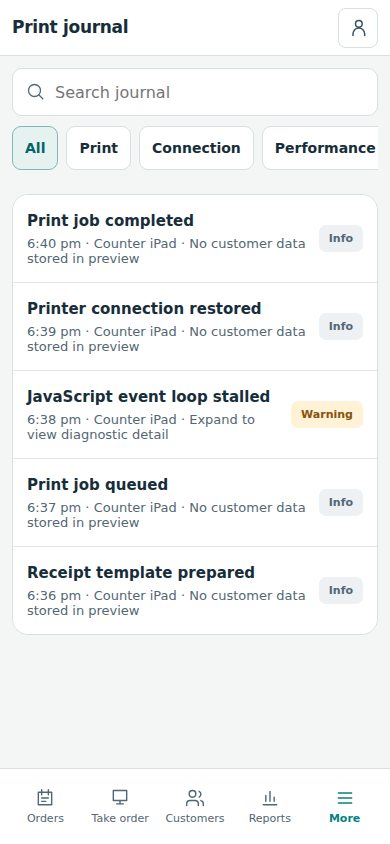 Print journal
Search journal
All
Print
Connection
Performance
Print job completed
6:40 pm · Counter iPad · No customer data
stored in preview
Info
Printer connection restored
6:39 pm · Counter iPad · No customer data
stored in preview
Info
JavaScript event loop stalled
6:38 pm · Counter iPad · Expand to
view diagnostic detail
Warning
Print job queued
6:37 pm · Counter iPad · No customer data
stored in preview
Info
Receipt template prepared
6:36 pm · Counter iPad · No customer data
stored in preview
Info
Orders
Take order
Customers
Reports
More